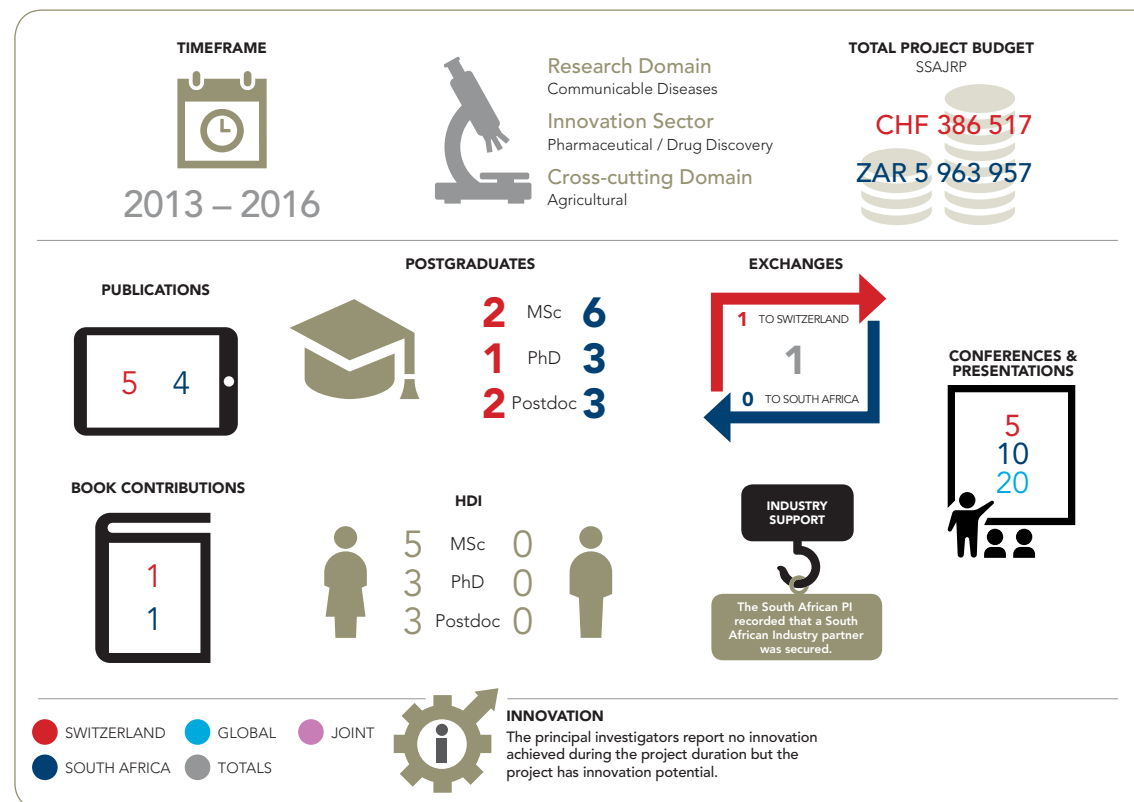 TIMEFRAME
2013 – 2016
Research Domain
Communicable Diseases
Innovation Sector
Pharmaceutical / Drug Discovery
Cross-cutting Domain
Agricultural
TOTAL PROJECT BUDGET
SSAJRP
CHF 386 517
ZAR 5 963 957
PUBLICATIONS
5 4
POSTGRADUATES
2 MSc 6
1 PhD 3
2 Postdoc 3
EXCHANGES
1 TO SWITZERLAND
1
0 TO SOUTH AFRICA
CONFERENCES &
PRESENTATIONS
5
10
20
BOOK CONTRIBUTIONS
1
1
HDI
5 MSc 0
3 PhD 0
3 Postdoc 0
INDUSTRY
SUPPORT
The South African PI
recorded that a South
African Industry partner
was secured.
SWITZERLAND
GLOBAL
JOINT
SOUTH AFRICA
TOTALS
i
INNOVATION
The principal investigators report no innovation
achieved during the project duration but the
project has innovation potential.